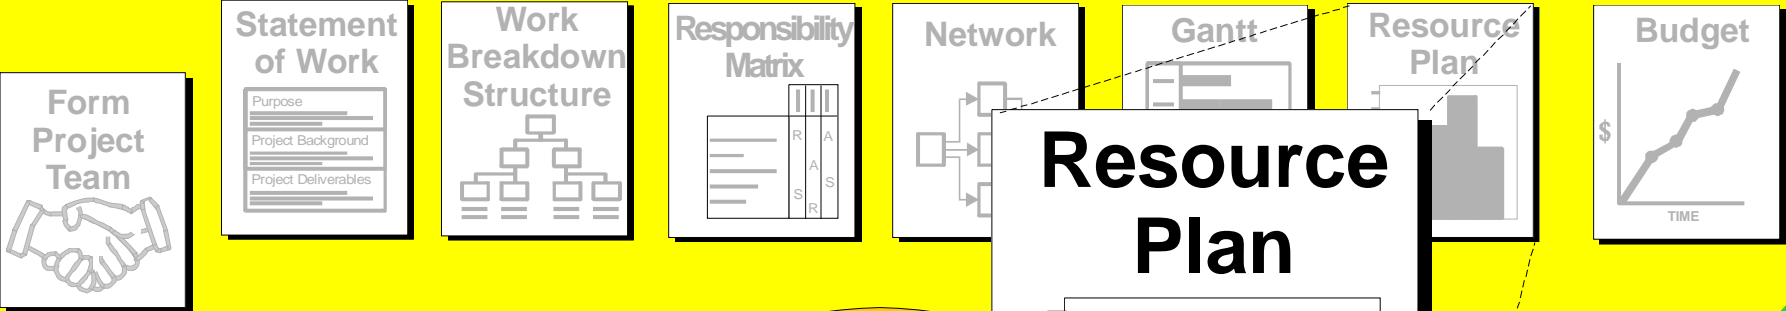 Form
Project
Team
Statement
of Work
Purpose
Project Background
Project Deliverables
Work
Breakdown
Structure
Responsibility
Matrix
R A
A
S S
R
Network
Gantt
Resource
Plan
Resource
Plan
Budget
$
TIME